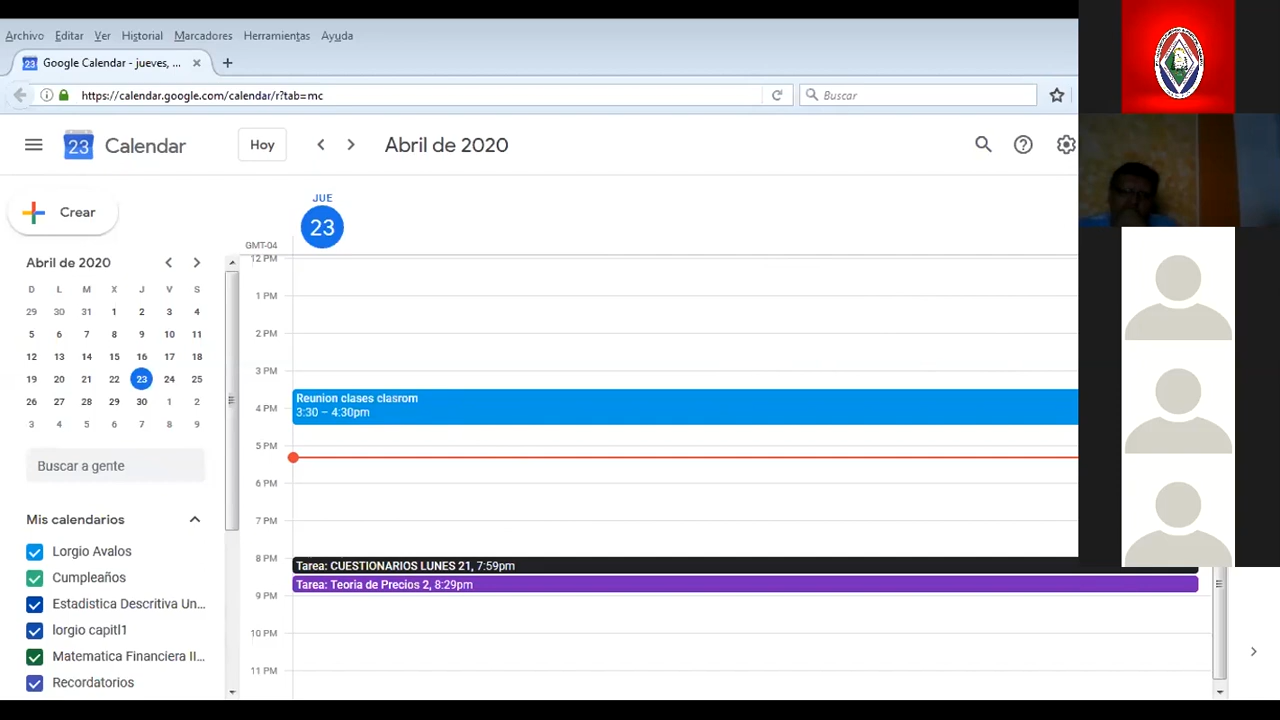 Archivo Editar Ver Historial Marcadores Herramientas Ayuda
23 Google Calendar - jueves, ... × +
https://calendar.google.com/calendar/r?tab=mc Buscar
23 Calendar Hoy Abril de 2020
Crear
JUE
23
GMT-04
Abril de 2020
D L M X J V S
29 30 31 1 2 3 4
5 6 7 8 9 10 11
12 13 14 15 16 17 18
19 20 21 22 23 24 25
26 27 28 29 30 1 2
3 4 5 6 7 8 9
Buscar a gente
Mis calendarios
Lorgio Avalos
Cumpleaños
Estadistica Descritiva Un...
lorgio capitl1
Matematica Financiera II...
Recordatorios
12 PM
1 PM
2 PM
3 PM
Reunion clases clasrom
4 PM
3:30 – 4:30pm
5 PM
6 PM
7 PM
8 PM
Tarea: CUESTIONARIOS LUNES 21, 7:59pm
Tarea: Teoria de Precios 2, 8:29pm
9 PM
10 PM
11 PM